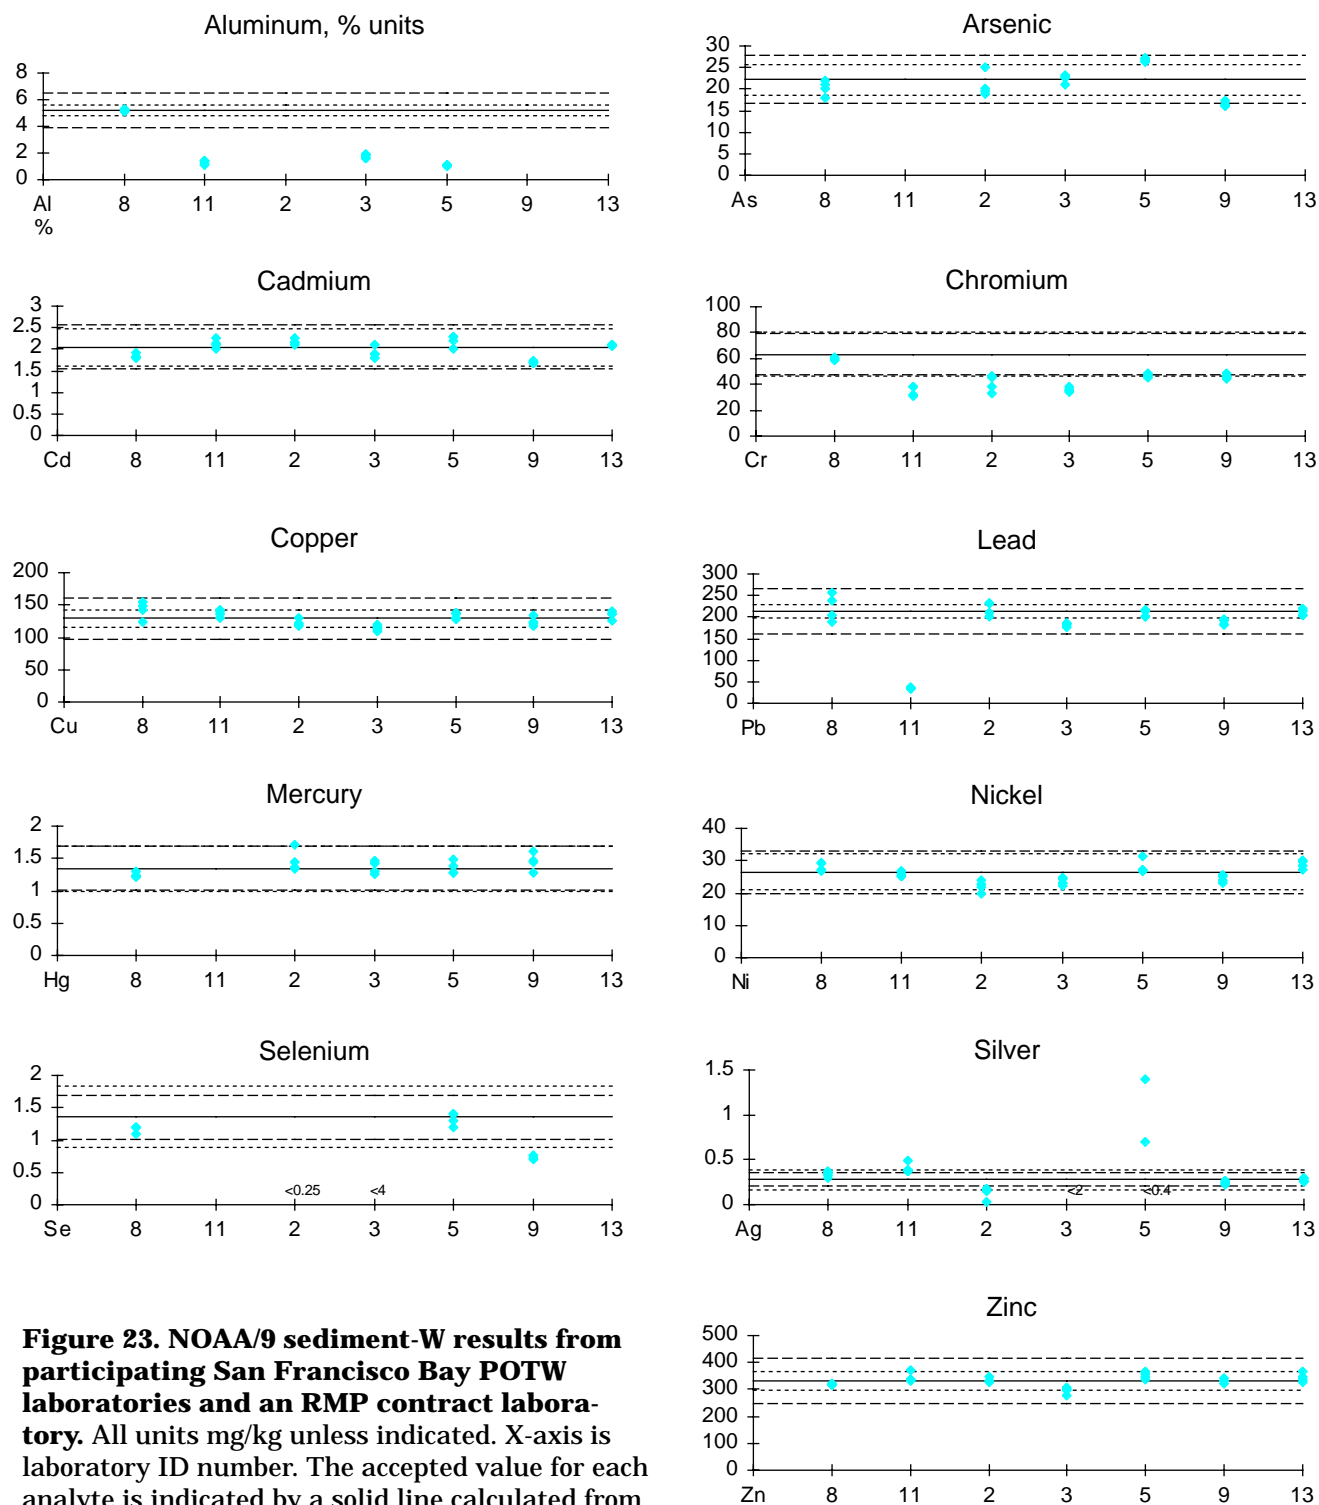 Aluminum, % units
8
6
4
2
0
Al
%
8 11 2 3 5 9 13
Arsenic
30
25
20
15
10
5
0
As 8 11 2 3 5 9 13
Cadmium
3
2.5
2
1.5
1
0.5
0
Cd 8 11 2 3 5 9 13
Chromium
100
80
60
40
20
0
Cr 8 11 2 3 5 9 13
Copper
200
150
100
50
0
Cu 8 11 2 3 5 9 13
Lead
300
250
200
150
100
50
0
Pb 8 11 2 3 5 9 13
Mercury
2
1.5
1
0.5
0
Hg 8 11 2 3 5 9 13
Nickel
40
30
20
10
0
Ni 8 11 2 3 5 9 13
Selenium
2
1.5
1
0.5
0
<0.25 <4
Se 8 11 2 3 5 9 13
Silver
1.5
1
0.5
0
<2 <0.4
Ag 8 11 2 3 5 9 13
Zinc
500
400
300
200
100
0
Zn 8 11 2 3 5 9 13
Figure 23. NOAA/9 sediment-W results from
participating San Francisco Bay POTW
laboratories and an RMP contract labora-
tory. All units mg/kg unless indicated. X-axis is
laboratory ID number. The accepted value for each
analyte is indicated by a solid line calculated from